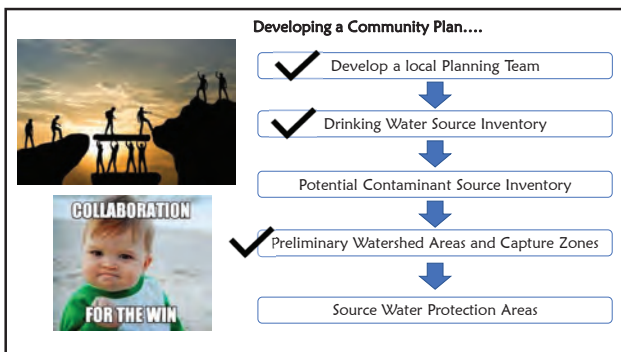 Developing a Community Plan....
Develop a local Planning Team
Drinking Water Source Inventory
Potential Contaminant Source Inventory
Preliminary Watershed Areas and Capture Zones
Source Water Protection Areas
COLLABORATION
FOR THE WIN